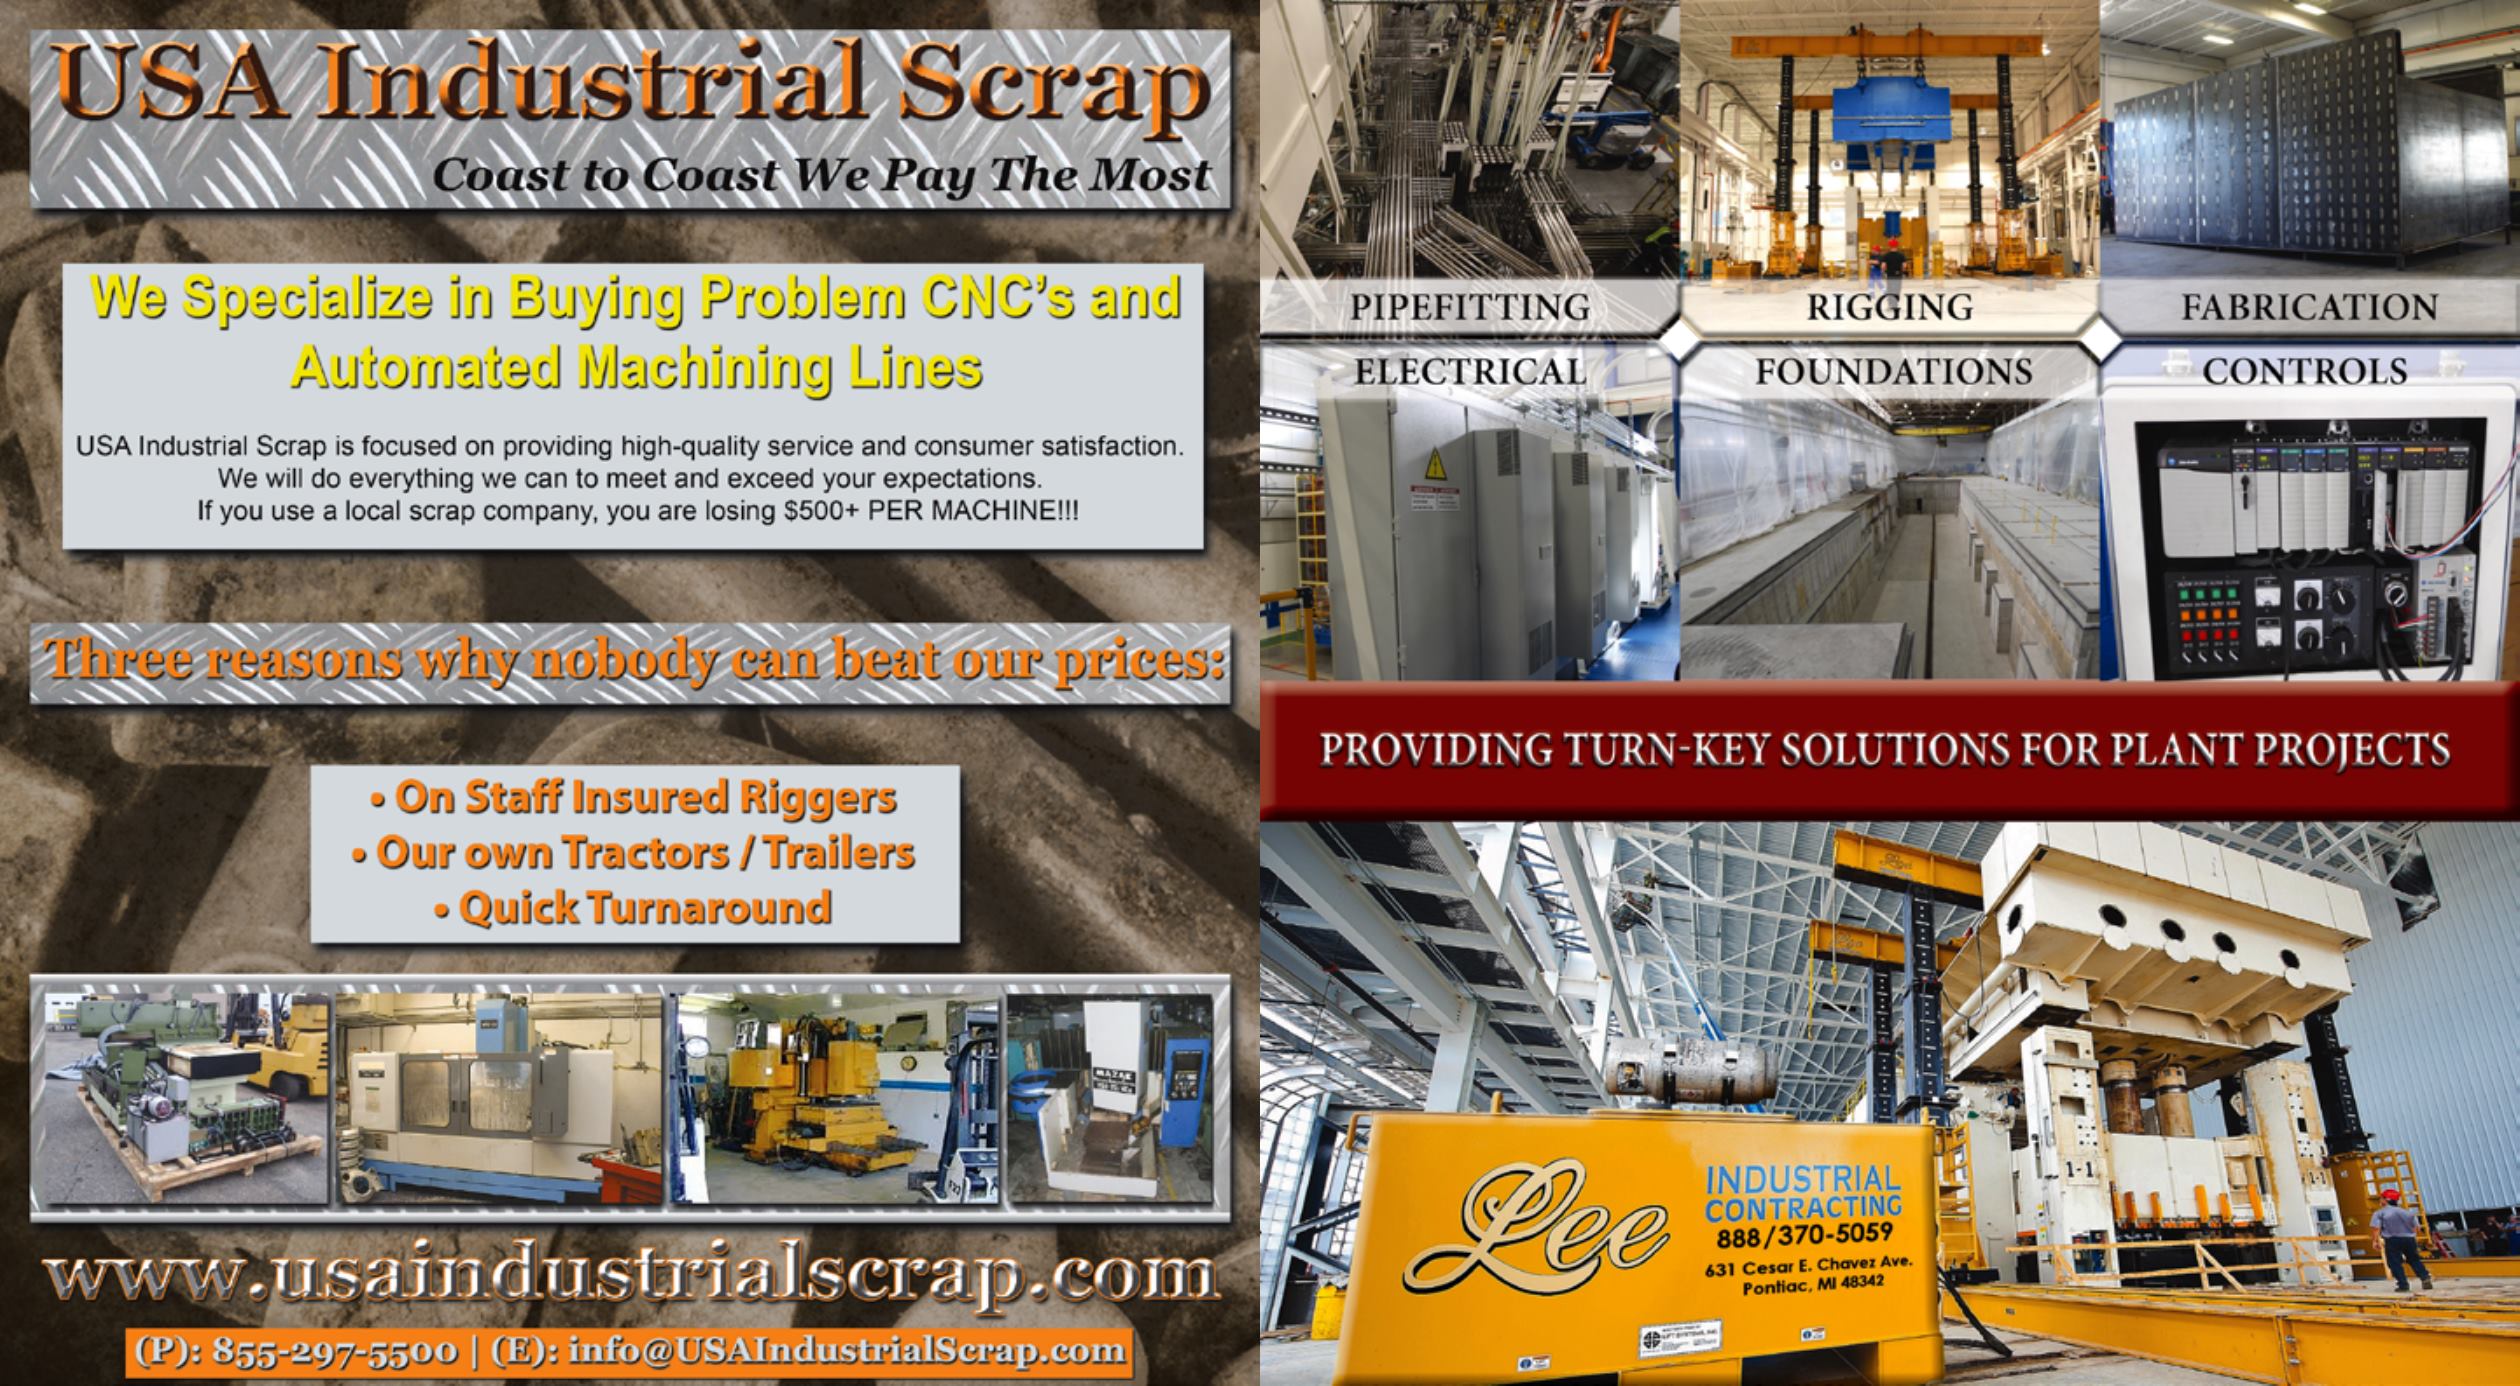 USA Industrial Scrap
Coast to Coast We Pay The Most
We Specialize in Buying Problem CNC's and
Automated Machining Lines
USA Industrial Scrap is focused on providing high-quality service and consumer satisfaction.
We will do everything we can to meet and exceed your expectations.
If you use a local scrap company, you are losing $500+ PER MACHINE!!!
Three reasons why nobody can beat our prices:
• On Staff Insured Riggers
• Our own Tractors / Trailers
• Quick Turnaround
MAZAK
www.usaindustrialscrap.com
(P): 855-297-5500 | (E): info@USAIndustrialScrap.com
PIPEFITTING
RIGGING
FABRICATION
ELECTRICAL
FOUNDATIONS
CONTROLS
PROVIDING TURN-KEY SOLUTIONS FOR PLANT PROJECTS
1-1
Lee
INDUSTRIAL
CONTRACTING
888/370-5059
631 Cesar E. Chavez Ave.
Pontiac, MI 48342